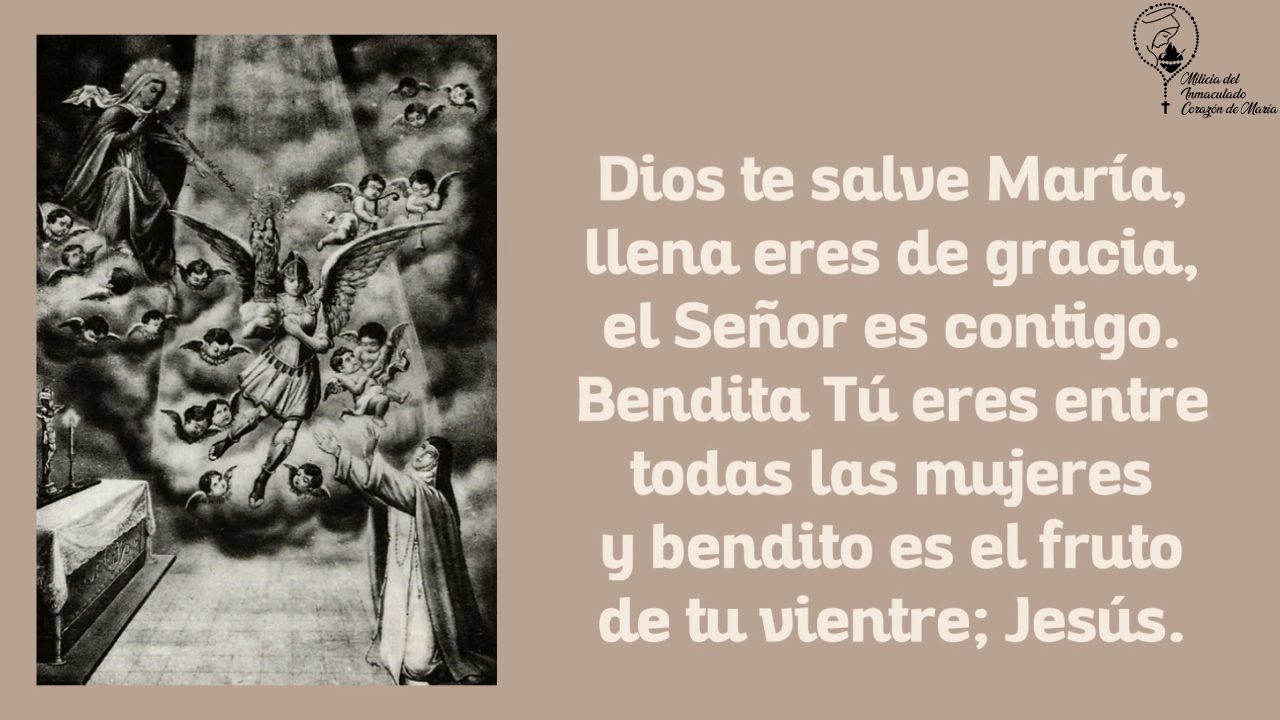 Milicia del
Inmaculado
Corazón de María
Dios te salve María,
llena eres de gracia,
el Señor es contigo.
Bendita Tú eres entre
todas las mujeres
y bendito es el fruto
de tu vientre; Jesús.